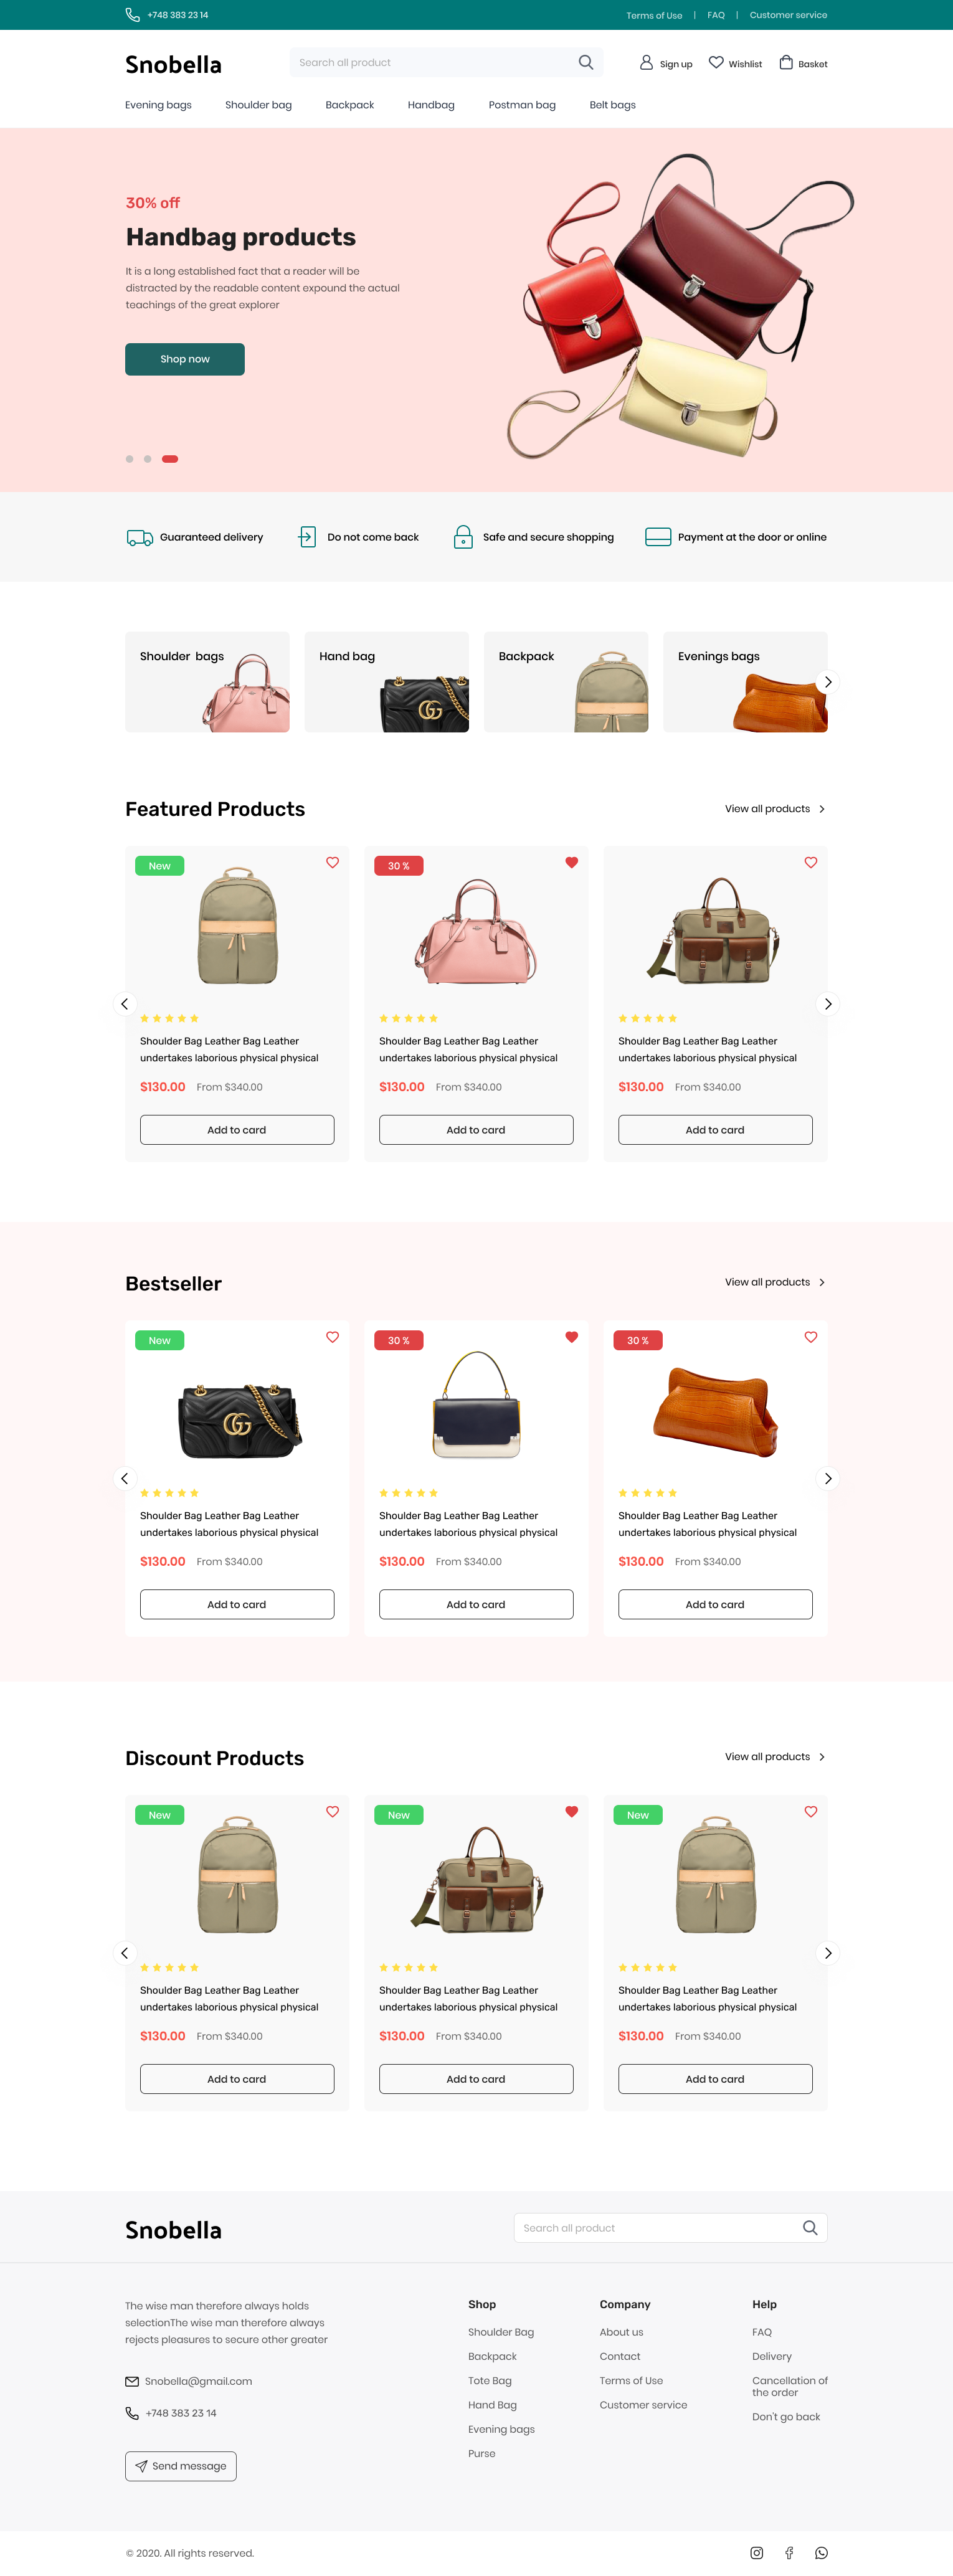 +748 383 23 14
Terms of Use | FAQ | Customer service
Snobella
Search all product
Sign up
Wishlist
Basket
Evening bags
Shoulder bag
Backpack
Handbag
Postman bag
Belt bags
30% off
Handbag products
It is a long established fact that a reader will be
distracted by the readable content expound the actual
teachings of the great explorer
Shop now
Guaranteed delivery
Do not come back
Safe and secure shopping
Payment at the door or online
Shoulder bags
Hand bag
Backpack
Evenings bags
Featured Products
View all products
New
Shoulder Bag Leather Bag Leather
undertakes laborious physical physical
$130.00 From $340.00
Add to card
30 %
Shoulder Bag Leather Bag Leather
undertakes laborious physical physical
$130.00 From $340.00
Add to card
Shoulder Bag Leather Bag Leather
undertakes laborious physical physical
$130.00 From $340.00
Add to card
Bestseller
View all products
New
GG
Shoulder Bag Leather Bag Leather
undertakes laborious physical physical
$130.00 From $340.00
Add to card
30 %
Shoulder Bag Leather Bag Leather
undertakes laborious physical physical
$130.00 From $340.00
Add to card
30 %
Shoulder Bag Leather Bag Leather
undertakes laborious physical physical
$130.00 From $340.00
Add to card
Discount Products
View all products
New
Shoulder Bag Leather Bag Leather
undertakes laborious physical physical
$130.00 From $340.00
Add to card
New
Shoulder Bag Leather Bag Leather
undertakes laborious physical physical
$130.00 From $340.00
Add to card
New
Shoulder Bag Leather Bag Leather
undertakes laborious physical physical
$130.00 From $340.00
Add to card
Snobella
Search all product
The wise man therefore always holds
selectionThe wise man therefore always
rejects pleasures to secure other greater
Snobella@gmail.com
+748 383 23 14
Send message
Shop
Shoulder Bag
Backpack
Tote Bag
Hand Bag
Evening bags
Purse
Company
About us
Contact
Terms of Use
Customer service
Help
FAQ
Delivery
Cancellation of
the order
Don't go back
© 2020. All rights reserved.